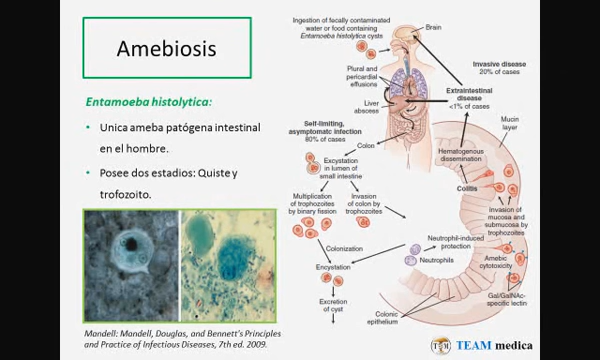 Amebiosis
Entamoeba histolytica:
• Unica ameba patógena intestinal
en el hombre.
• Posee dos estadios: Quiste y
trofozoito.
Mandell: Mandell, Douglas, and Bennett's Principles
and Practice of Infectious Diseases, 7th ed. 2009.
Ingestion of fecally contaminated
water or food containing
Entamoeba histolytica cysts
Brain
Plural and
pericardial
effusions
Liver
abscess
Invasive disease
20% of cases
Extraintestinal
disease
<1% of cases
Mucin
layer
Self-limiting,
asymptomatic infection
80% of cases
Colon
Hematogenous
dissemination
Excystation
in lumen of
small intestine
Colitis
Multiplication
of trophozoites
by binary fission
Invasion
of colon by
trophozoites
Invasion of
mucosa and
submucosa by
trophozoites
Colonization
Neutrophil-induced
protection
Neutrophils
Amebic
cytotoxicity
Encystation
Gal/GalNAc-
specific lectin
Excretion
of cyst
Colonic
epithelium
TEAM medica